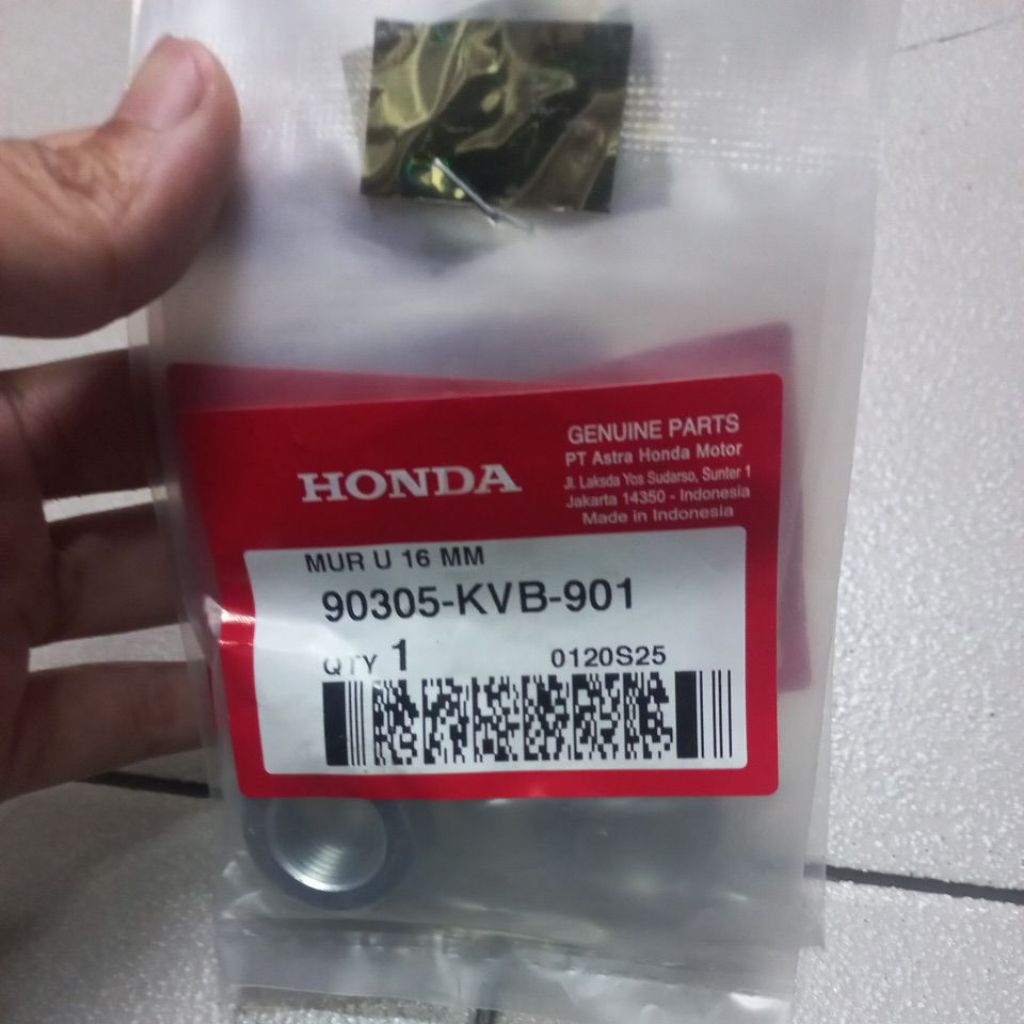 HONDA
GENUINE PARTS
PT Astra Honda Motor
Jl. Laksda Yos Sudarso, Sunter 1
Jakarta 14350 - Indonesia
Made in Indonesia
MUR U 16 MM
90305-KVB-901
QTY 1 0120S25